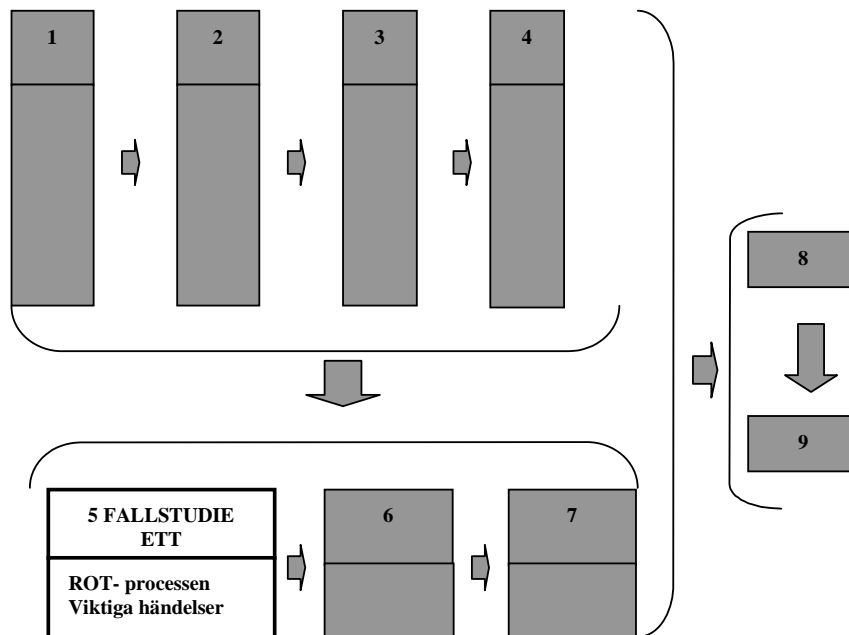 1
2
3
4
8
9
5 FALLSTUDIE
ETT
ROT- processen
Viktiga händelser
6
7